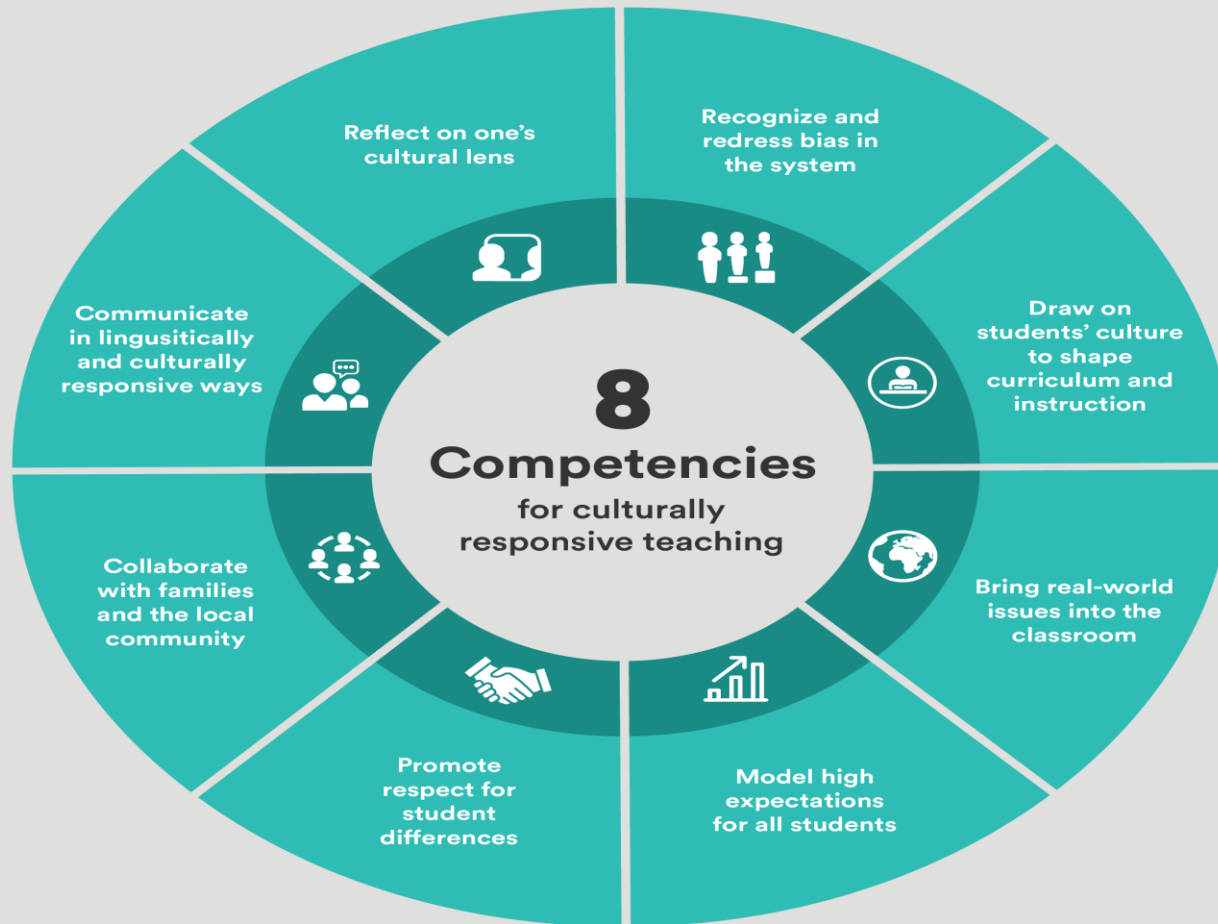 8
Competencies
for culturally
responsive teaching
Reflect on one’s
cultural lens
Recognize and
redress bias in
the system
Draw on
students’ culture
to shape
curriculum and
instruction
Bring real-world
issues into the
classroom
Model high
expectations
for all students
Promote
respect for
student
differences
Collaborate
with families
and the local
community
Communicate
in lingusitically
and culturally
responsive ways